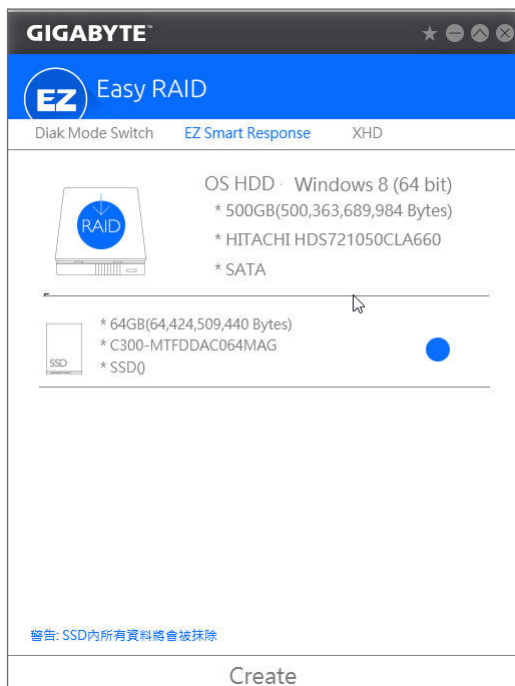 GIGABYTE™
EZ Easy RAID
Diak Mode Switch EZ Smart Response XHD
OS HDD · Windows 8 (64 bit)
* 500GB(500,363,689,984 Bytes)
RAID
* HITACHI HDS721050CLA660
* SATA
* 64GB(64,424,509,440 Bytes)
* C300-MTFDDAC064MAG
SSD
* SSD()
警告: SSD內所有資料將會被抹除
Create